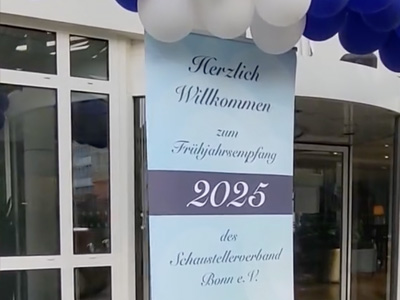 Herzlich
Willkommen
zum
Frühjahrsempfang
2025
des
Schaustellerverband
Bonn e.V.